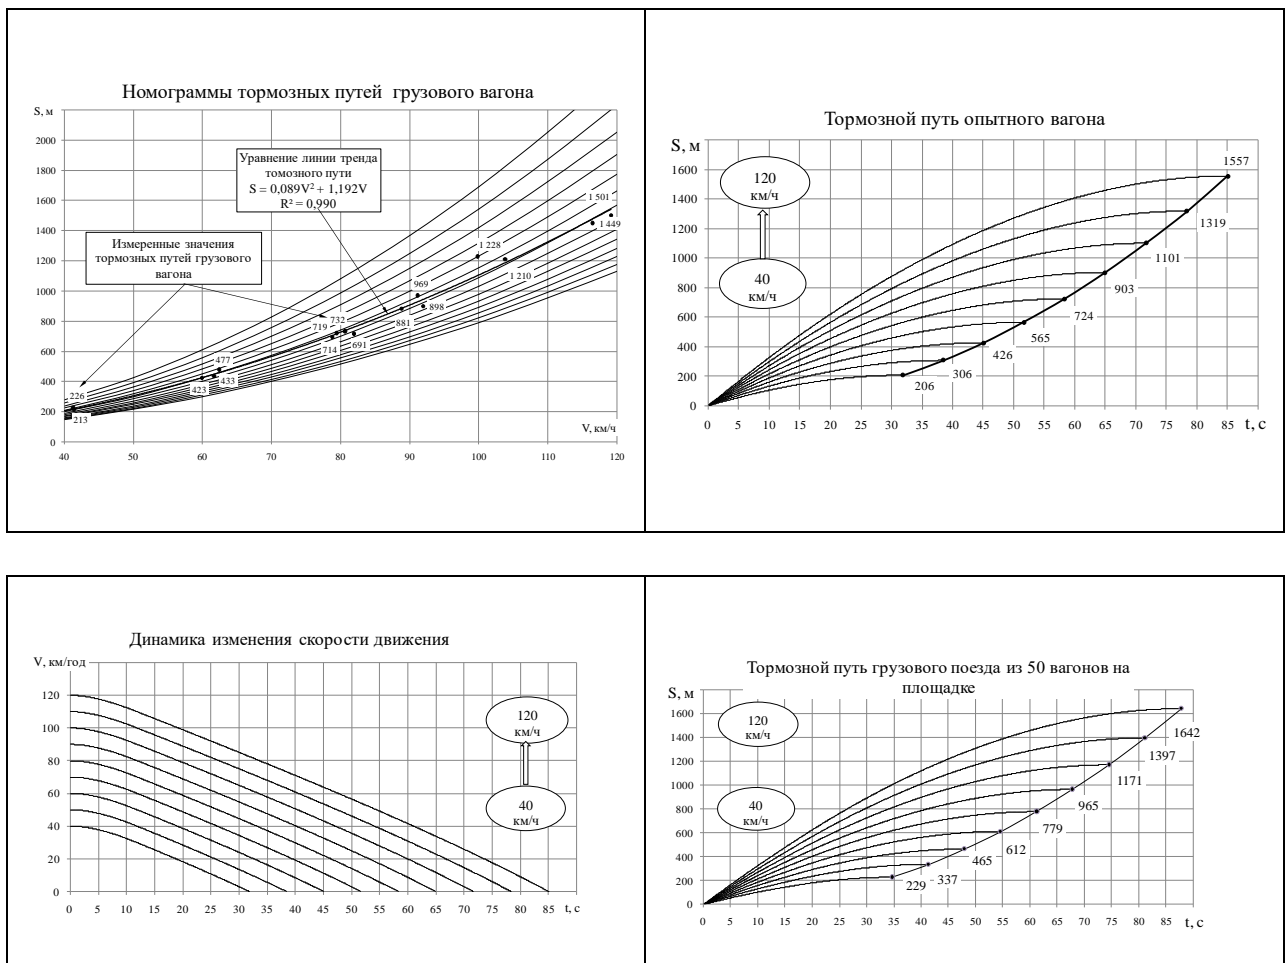 Номограммы тормозных путей грузового вагона
S, м
2000
1800
1600
1400
1200
1000
800
600
400
200
0
Уравнение линии тренда
томозного пути
S = 0,089V² + 1,192V
R² = 0,990
Измеренные значения
тормозных путей грузового
вагона
1 501
1 449
1 228
1 210
969
898
881
732
719
714
691
477
433
423
226
213
V, км/ч
40 50 60 70 80 90 100 110 120
Тормозной путь опытного вагона
S, м
1600
1400
1200
1000
800
600
400
200
0
120
км/ч
40
км/ч
1557
1319
1101
903
724
565
426
306
206
0 5 10 15 20 25 30 35 40 45 50 55 60 65 70 75 80 85 t, с
Динамика изменения скорости движения
V, км/год
120
100
80
60
40
20
0
120
км/ч
40
км/ч
0 5 10 15 20 25 30 35 40 45 50 55 60 65 70 75 80 85 t, с
Тормозной путь грузового поезда из 50 вагонов на
площадке
S, м
1600
1400
1200
1000
800
600
400
200
0
120
км/ч
40
км/ч
1642
1397
1171
965
779
612
465
337
229
0 5 10 15 20 25 30 35 40 45 50 55 60 65 70 75 80 85 t, с